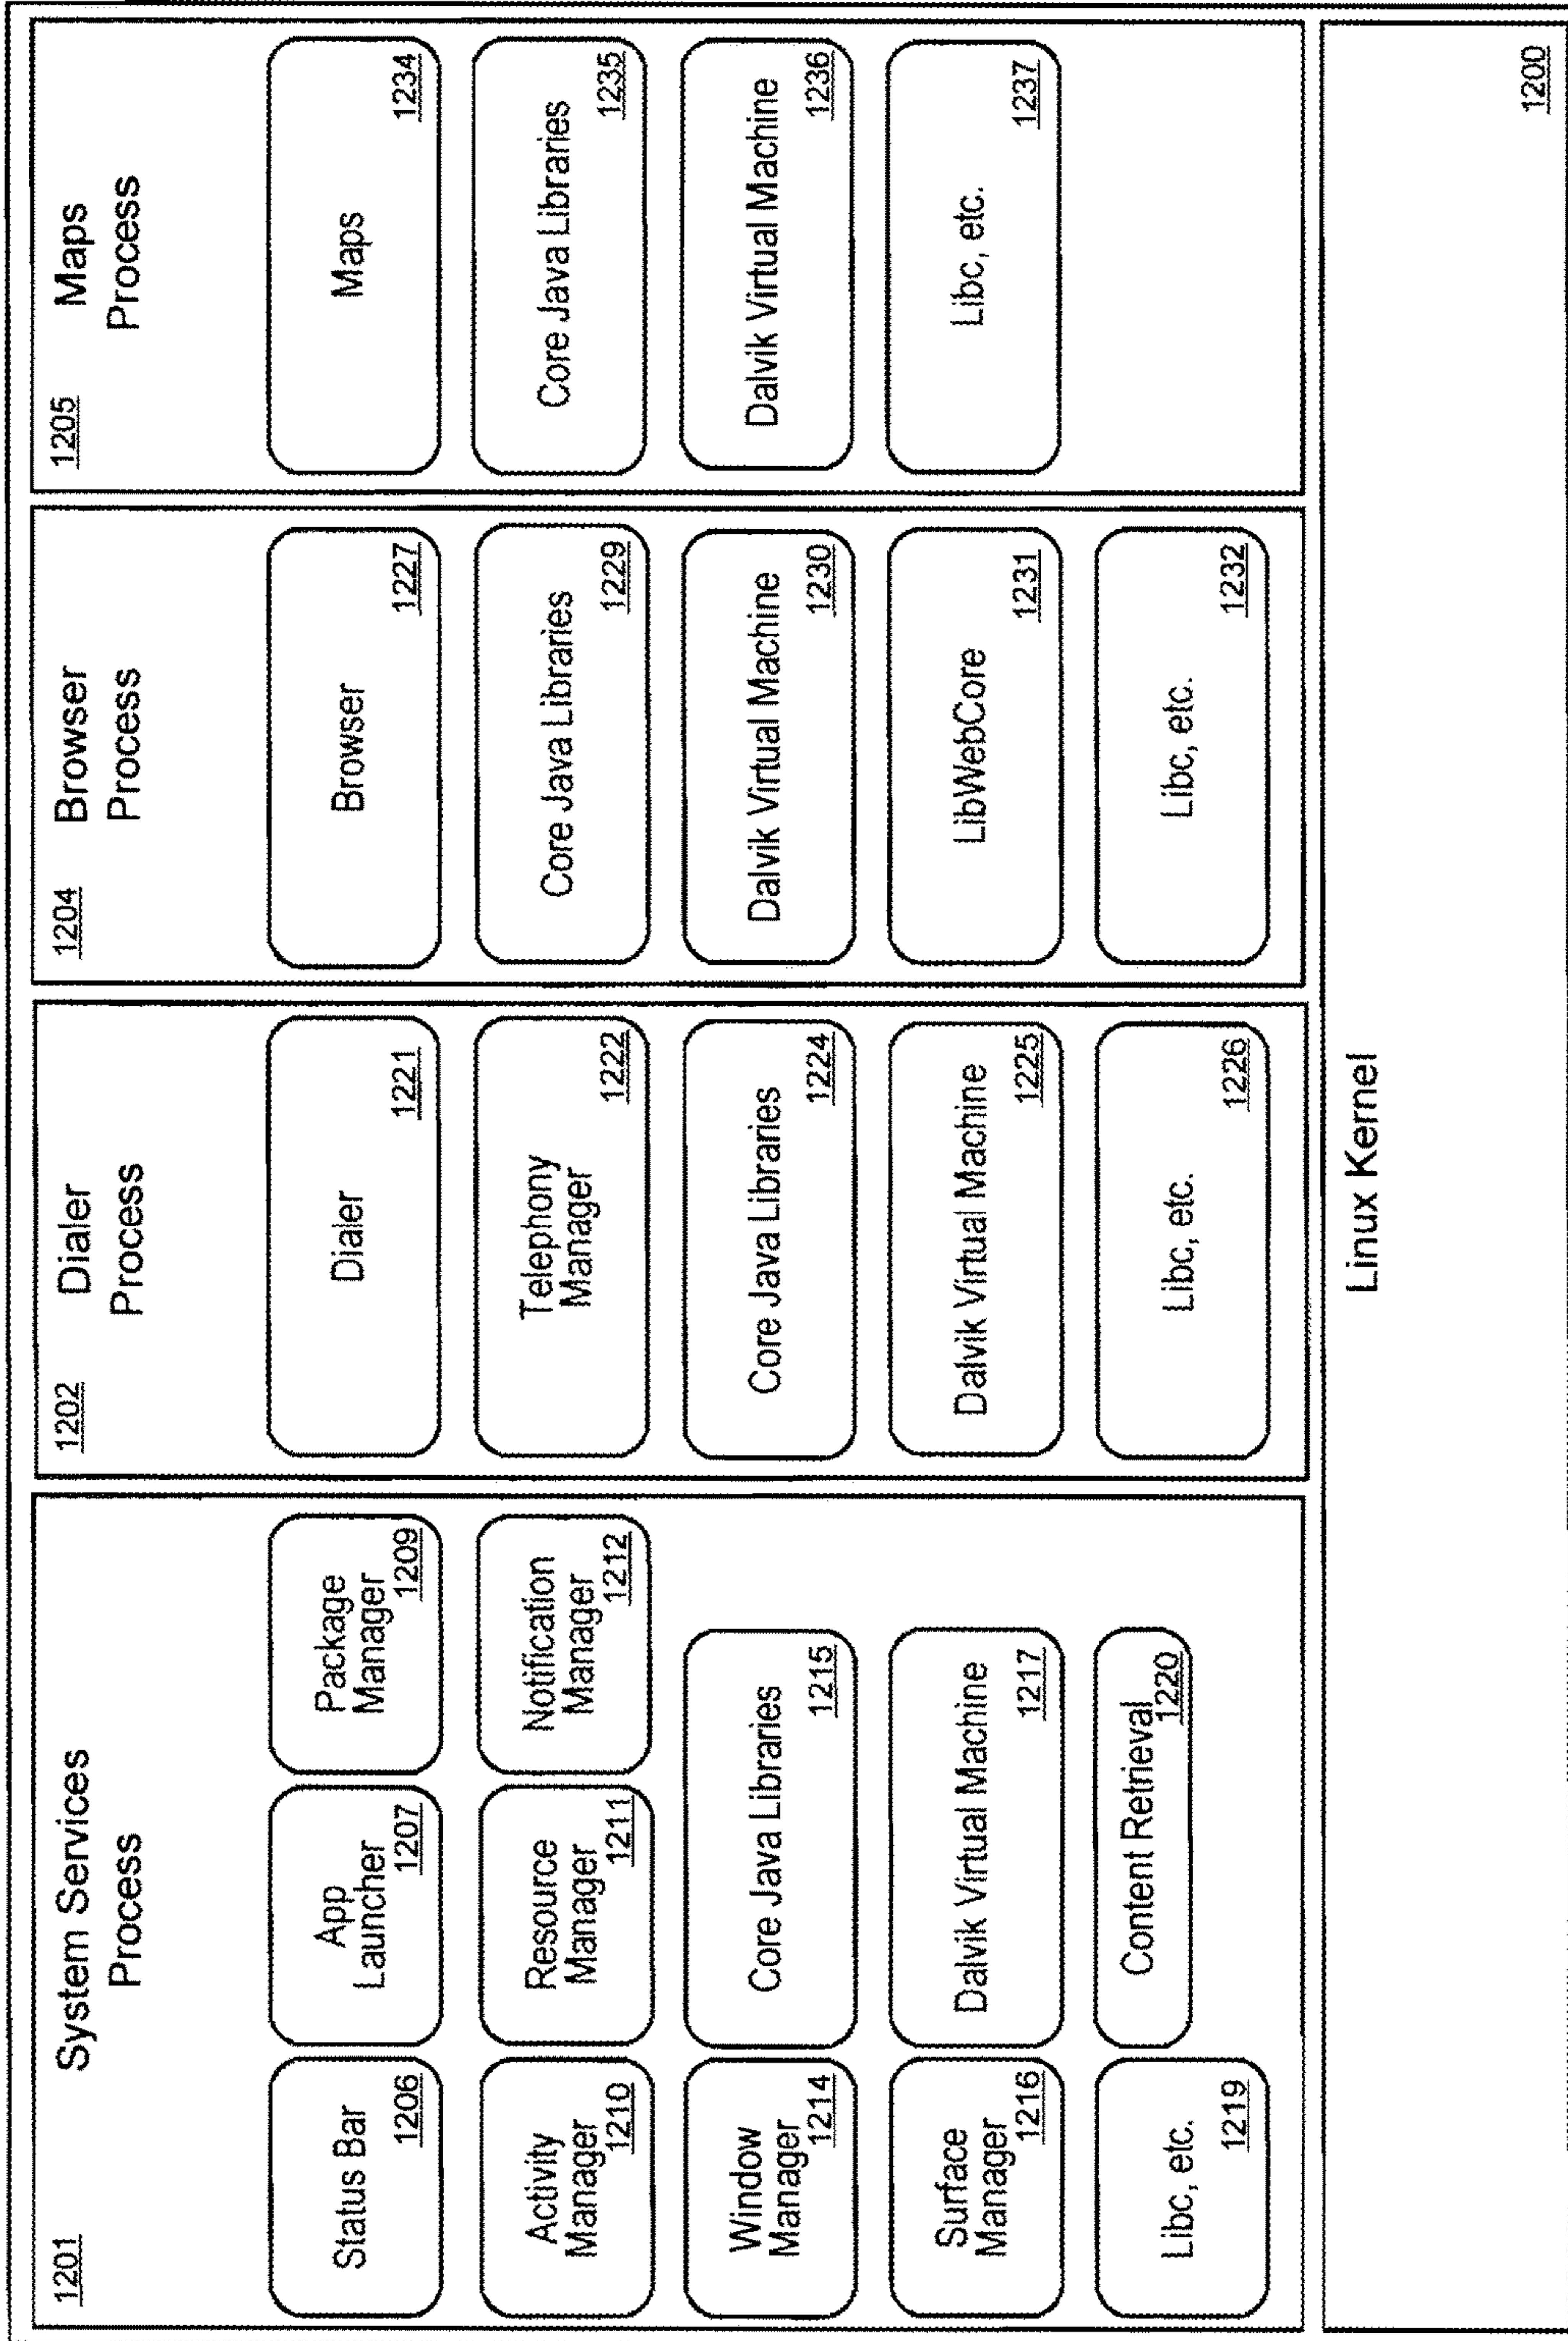 1201
System Services
Process
Status Bar
1206
App
Launcher
1207
Package
Manager
1209
Activity
Manager
1210
Resource
Manager
1211
Notification
Manager
1212
Window
Manager
1214
Core Java Libraries
1215
Surface
Manager
1216
Dalvik Virtual Machine
1217
Libc, etc.
1219
Content Retrieval
1220
1202
Dialer
Process
Dialer
1221
Telephony
Manager
1222
Core Java Libraries
1224
Dalvik Virtual Machine
1225
Libc, etc.
1226
1204
Browser
Process
Browser
1227
Core Java Libraries
1229
Dalvik Virtual Machine
1230
LibWebCore
1231
Libc, etc.
1232
1205
Maps
Process
Maps
1234
Core Java Libraries
1235
Dalvik Virtual Machine
1236
Libc, etc.
1237
Linux Kernel
1200